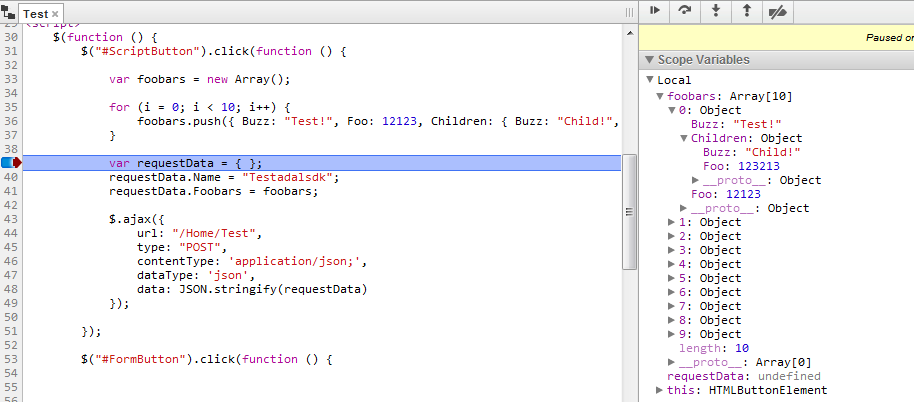 Test ×
29 <script>
30 $(function () {
31 $("#ScriptButton").click(function () {
32
33 var foobars = new Array();
34
35 for (i = 0; i < 10; i++) {
36 foobars.push({ Buzz: "Test!", Foo: 12123, Children: { Buzz: "Child!",
37 }
38
var requestData = { };
40 requestData.Name = "Testadalsdk";
41 requestData.Foobars = foobars;
42
43 $.ajax({
44 url: "/Home/Test",
45 type: "POST",
46 contentType: 'application/json;',
47 dataType: 'json',
48 data: JSON.stringify(requestData)
49 });
50
51 });
52
53 $("#FormButton").click(function () {
54
55
56
Paused or
Scope Variables
Local
foobars: Array[10]
0: Object
Buzz: "Test!"
Children: Object
Buzz: "Child!"
Foo: 123213
__proto__: Object
Foo: 12123
__proto__: Object
1: Object
2: Object
3: Object
4: Object
5: Object
6: Object
7: Object
8: Object
9: Object
length: 10
__proto__: Array[0]
requestData: undefined
this: HTMLButtonElement